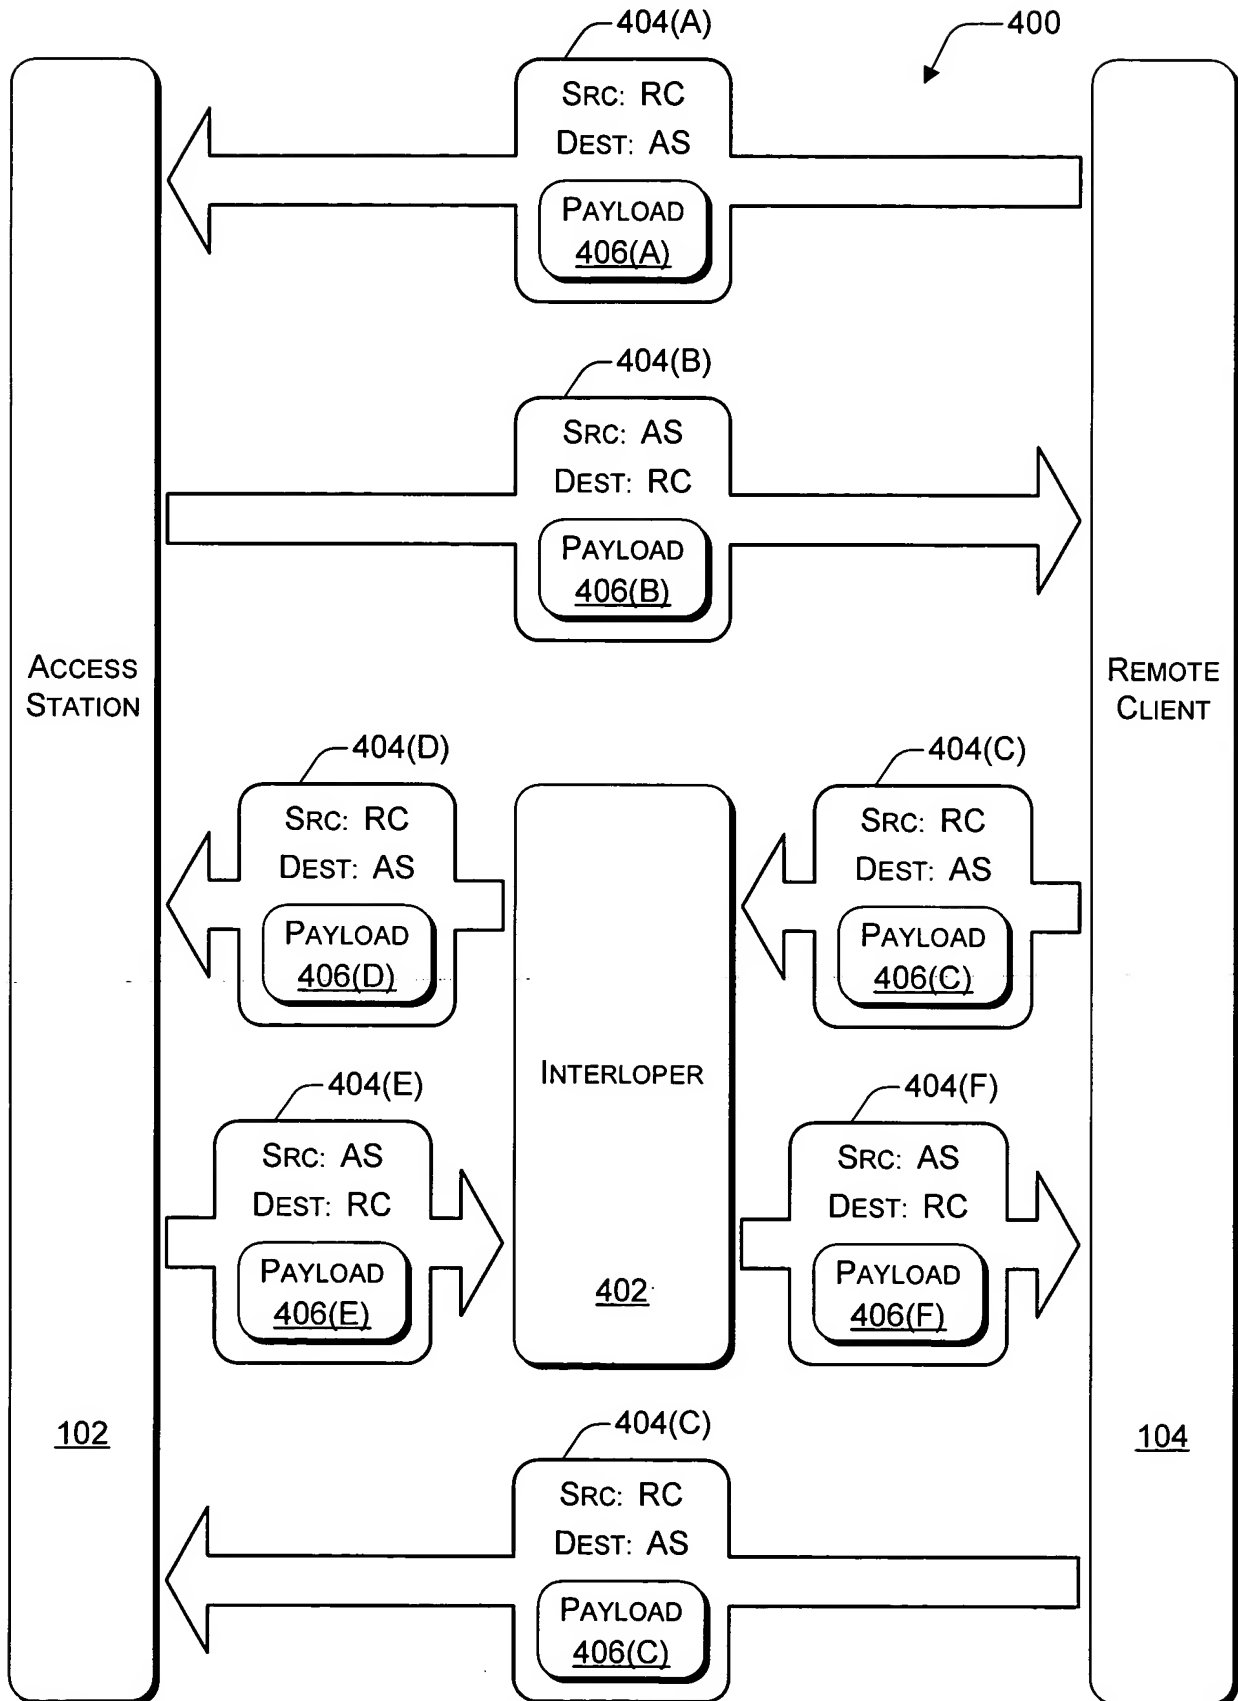 404(A)
400
SRC: RC
DEST: AS
PAYLOAD
406(A)
404(B)
SRC: AS
DEST: RC
PAYLOAD
406(B)
ACCESS
STATION
REMOTE
CLIENT
404(D)
404(C)
SRC: RC
DEST: AS
PAYLOAD
406(D)
SRC: RC
DEST: AS
PAYLOAD
406(C)
INTERLOPER
402
404(E)
404(F)
SRC: AS
DEST: RC
PAYLOAD
406(E)
SRC: AS
DEST: RC
PAYLOAD
406(F)
102
104
404(C)
SRC: RC
DEST: AS
PAYLOAD
406(C)